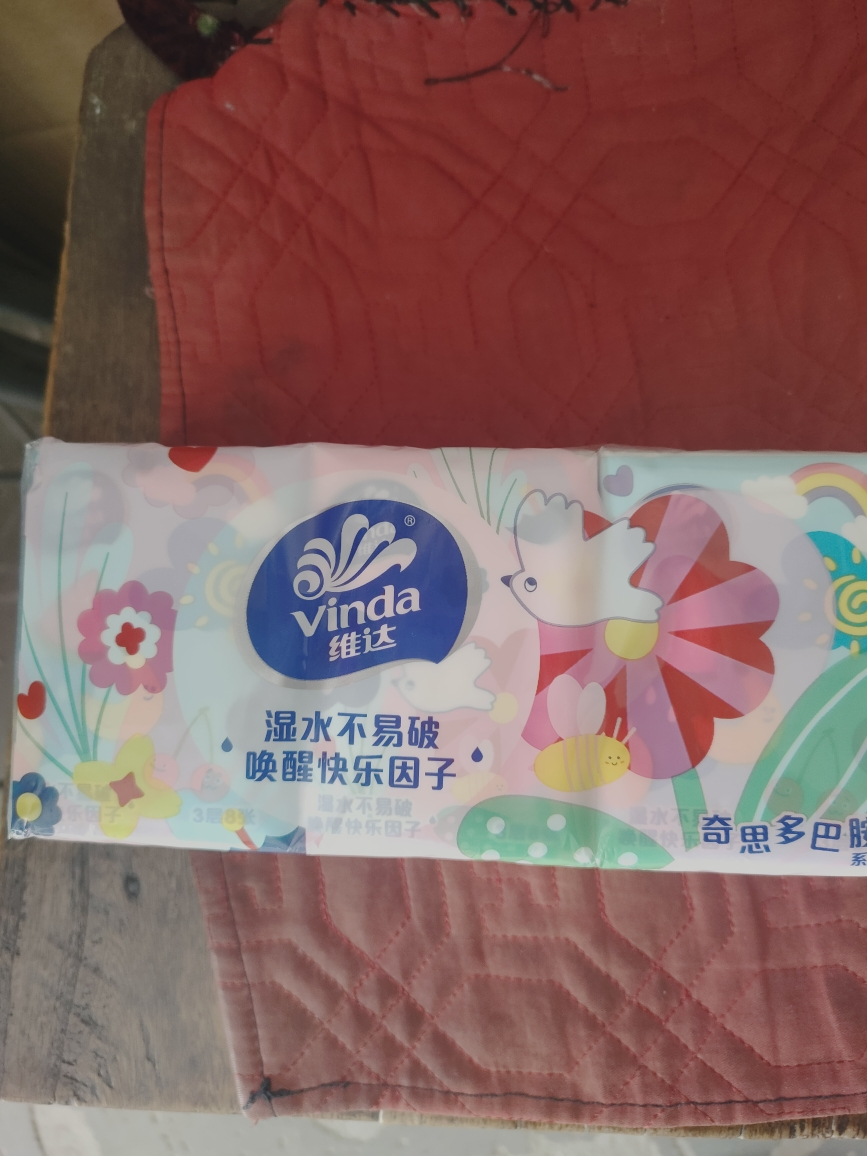 ®
vinda
维达
湿水不易破
唤醒快乐因子
3层8张
湿水不易破
唤醒快乐因子
奇思多巴胺
系